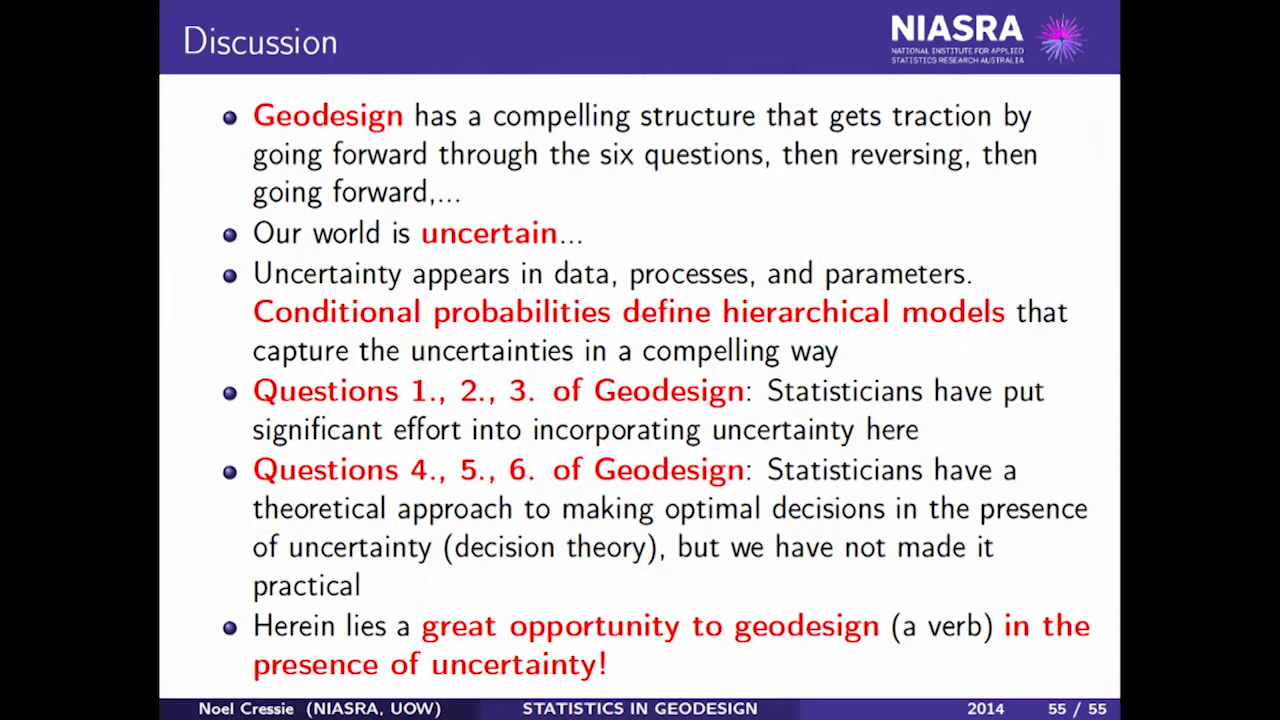 Discussion
NIASRA
NATIONAL INSTITUTE FOR APPLIED
STATISTICS RESEARCH AUSTRALIA
Geodesign has a compelling structure that gets traction by
going forward through the six questions, then reversing, then
going forward,...
Our world is uncertain...
Uncertainty appears in data, processes, and parameters.
Conditional probabilities define hierarchical models that
capture the uncertainties in a compelling way
Questions 1., 2., 3. of Geodesign: Statisticians have put
significant effort into incorporating uncertainty here
Questions 4., 5., 6. of Geodesign: Statisticians have a
theoretical approach to making optimal decisions in the presence
of uncertainty (decision theory), but we have not made it
practical
Herein lies a great opportunity to geodesign (a verb) in the
presence of uncertainty!
Noel Cressie (NIASRA, UOW) STATISTICS IN GEODESIGN 2014 55 / 55